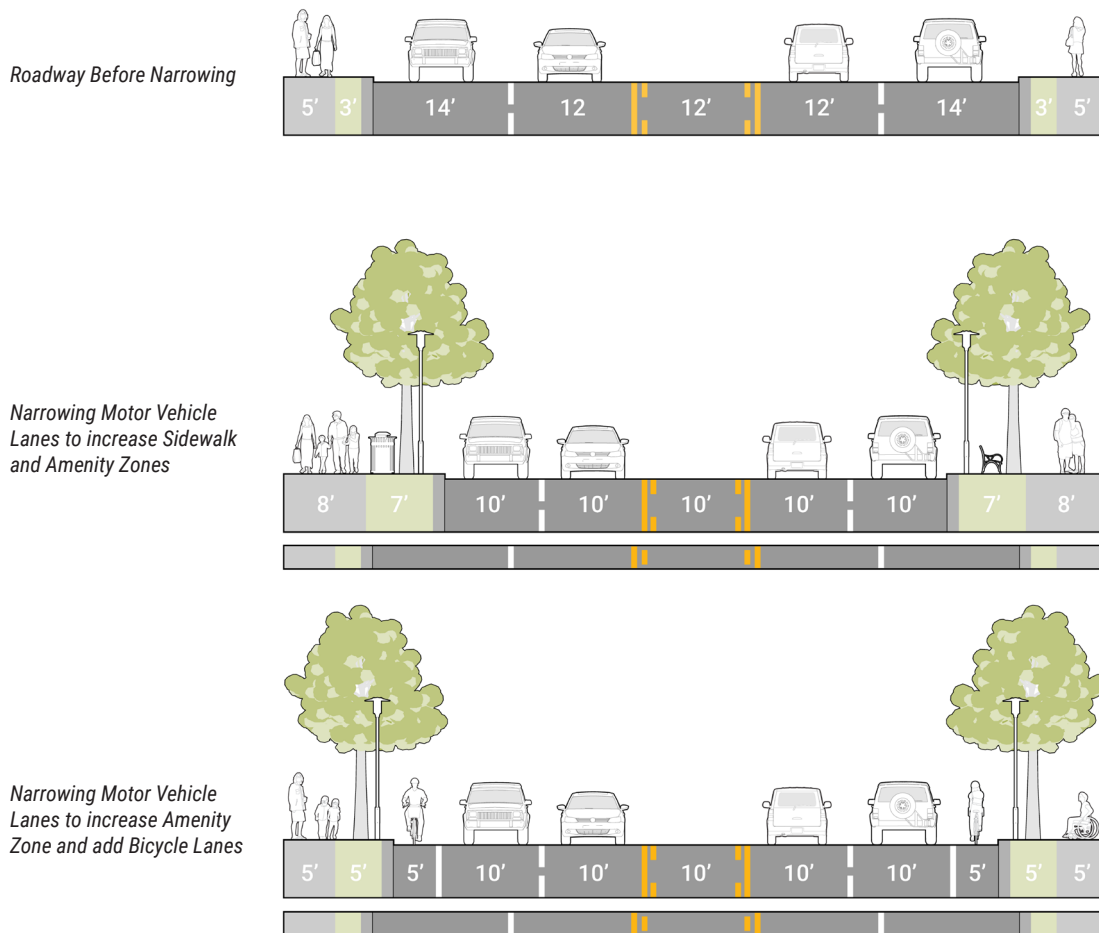 Roadway Before Narrowing
5’ 3’ 14’ 12 12’ 12’ 14’ 3’ 5’
Narrowing Motor Vehicle
Lanes to increase Sidewalk
and Amenity Zones
8’ 7’ 10’ 10’ 10’ 10’ 10’ 7’ 8’
Narrowing Motor Vehicle
Lanes to increase Amenity
Zone and add Bicycle Lanes
5’ 5’ 5’ 10’ 10’ 10’ 10’ 10’ 5’ 5’ 5’